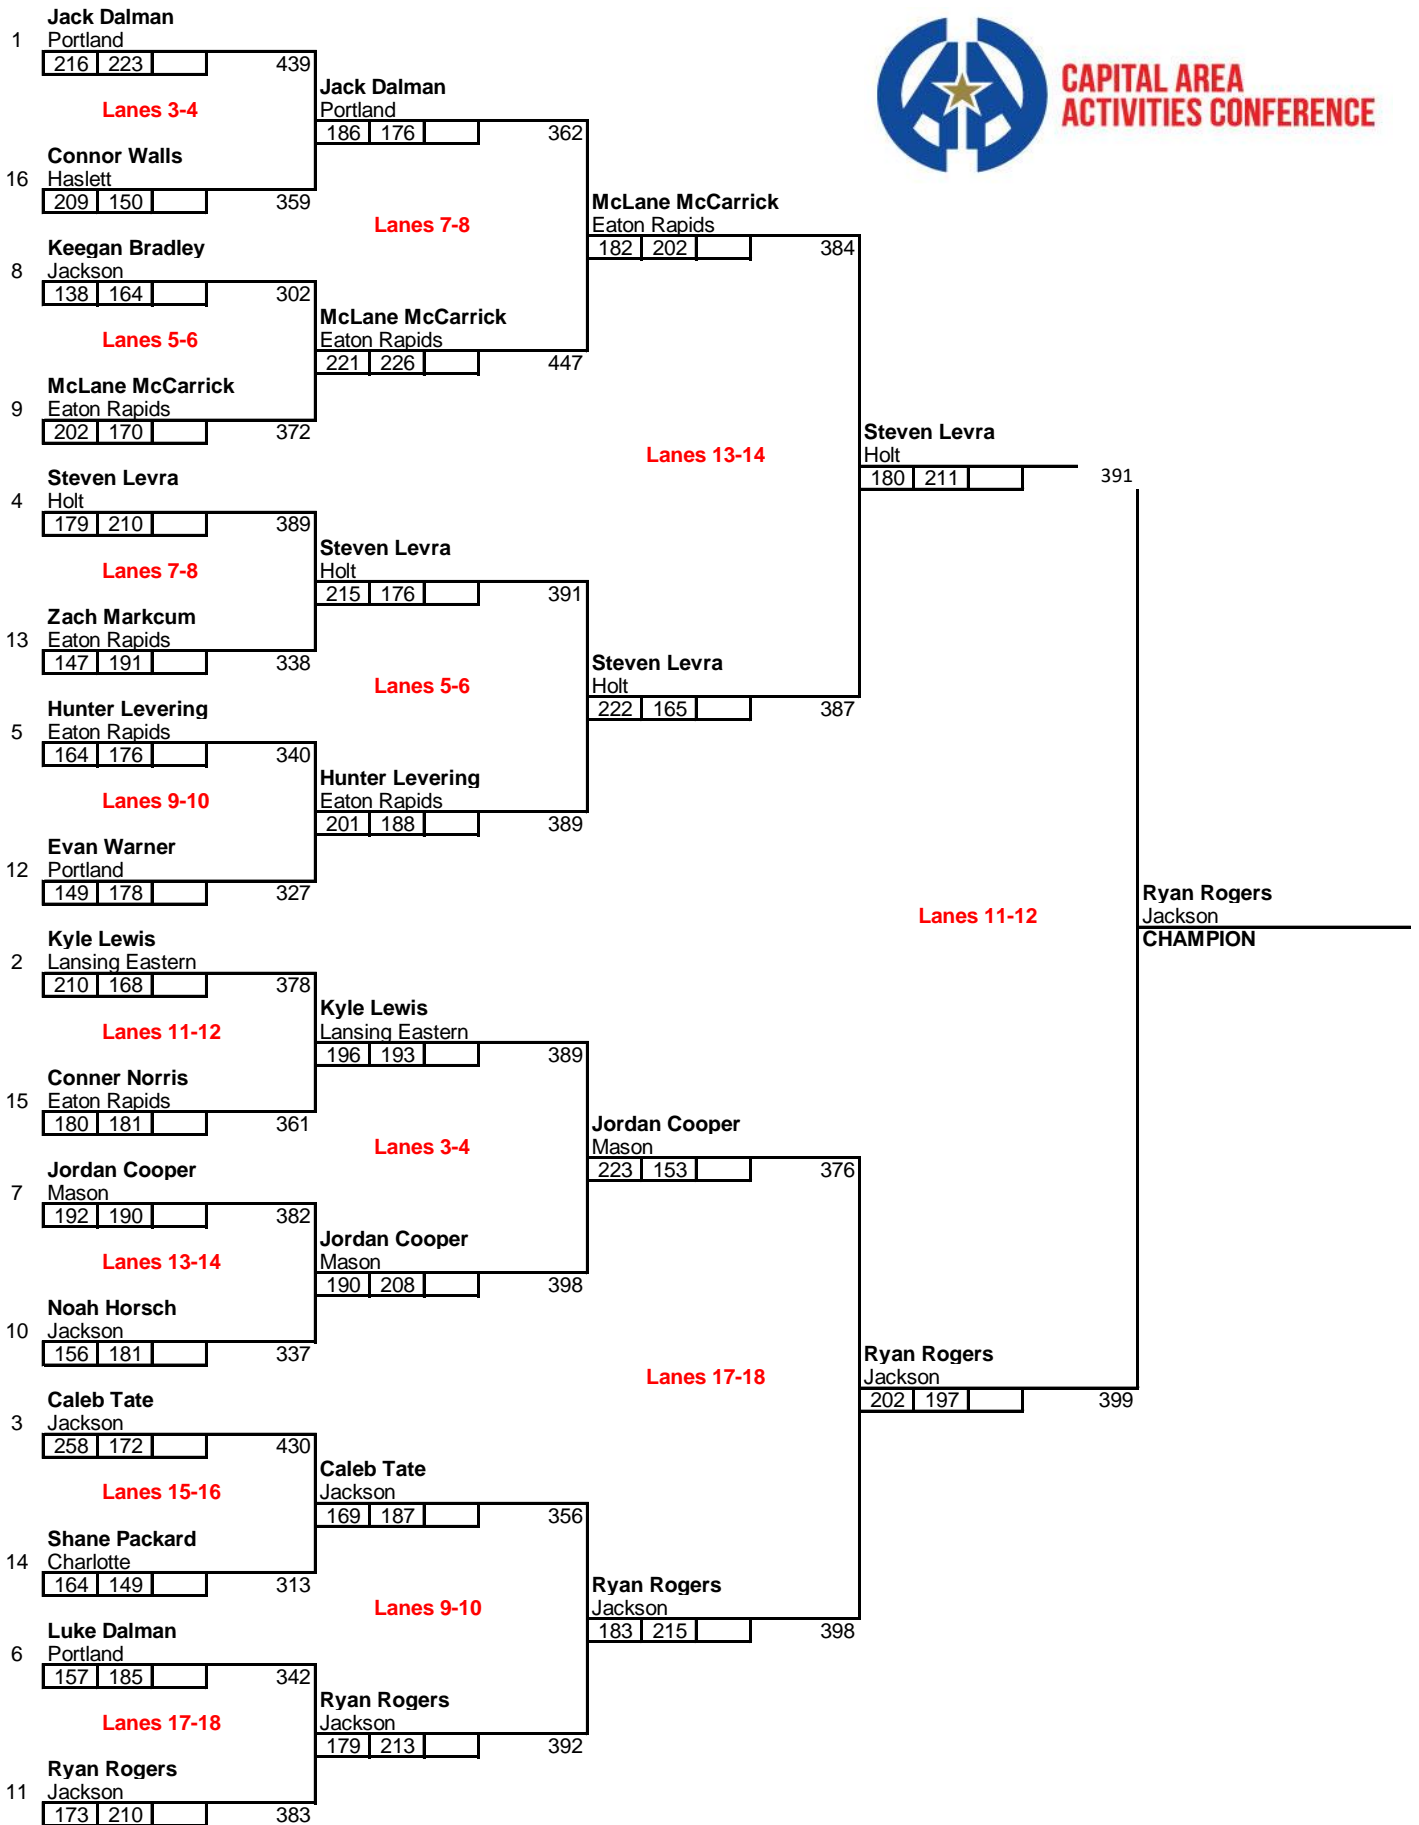 CAPITAL AREA
ACTIVITIES CONFERENCE
Jack Dalman
1 Portland
216 223 439
Lanes 3-4
Connor Walls
16 Haslett
209 150 359
Keegan Bradley
8 Jackson
138 164 302
Lanes 5-6
McLane McCarrick
9 Eaton Rapids
202 170 372
Steven Levra
4 Holt
179 210 389
Lanes 7-8
Zach Markcum
13 Eaton Rapids
147 191 338
Hunter Levering
5 Eaton Rapids
164 176 340
Lanes 9-10
Evan Warner
12 Portland
149 178 327
Kyle Lewis
2 Lansing Eastern
210 168 378
Lanes 11-12
Conner Norris
15 Eaton Rapids
180 181 361
Jordan Cooper
7 Mason
192 190 382
Lanes 13-14
Noah Horsch
10 Jackson
156 181 337
Caleb Tate
3 Jackson
258 172 430
Lanes 15-16
Shane Packard
14 Charlotte
164 149 313
Luke Dalman
6 Portland
157 185 342
Lanes 17-18
Ryan Rogers
11 Jackson
173 210 383
Jack Dalman
Portland
186 176 362
Lanes 7-8
McLane McCarrick
Eaton Rapids
221 226 447
Steven Levra
Holt
215 176 391
Lanes 5-6
Hunter Levering
Eaton Rapids
201 188 389
Kyle Lewis
Lansing Eastern
196 193 389
Lanes 3-4
Jordan Cooper
Mason
190 208 398
Caleb Tate
Jackson
169 187 356
Lanes 9-10
Ryan Rogers
Jackson
179 213 392
McLane McCarrick
Eaton Rapids
182 202 384
Lanes 13-14
Steven Levra
Holt
222 165 387
Jordan Cooper
Mason
223 153 376
Lanes 17-18
Ryan Rogers
Jackson
183 215 398
Steven Levra
Holt
180 211 391
Lanes 11-12
Ryan Rogers
Jackson
202 197 399
Ryan Rogers
Jackson
CHAMPION